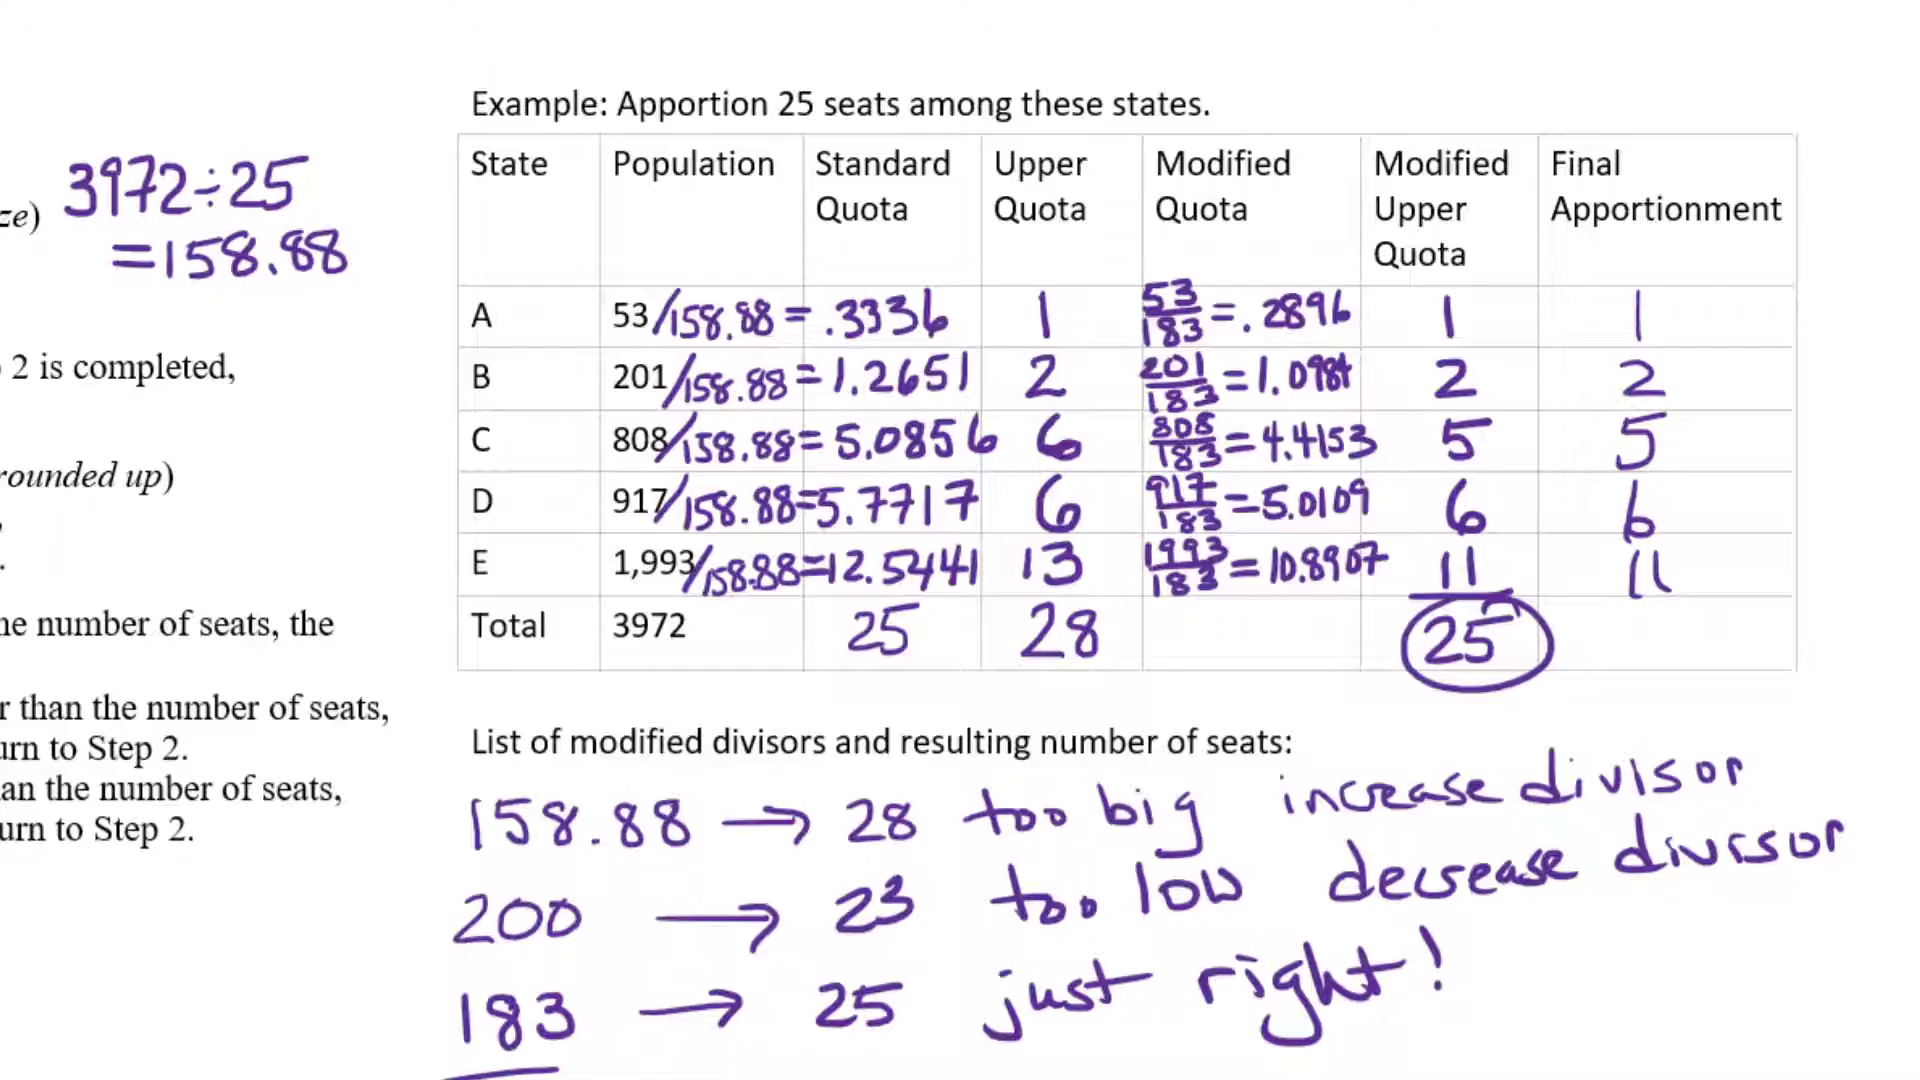 Example: Apportion 25 seats among these states.
3972÷25
ze)
=158.88
State Population Standard Quota Upper Quota Modified Quota Modified Upper Quota Final Apportionment
A 53/158.88= .3336 1 53/183=.2896 1 1
2 is completed,
B 201/158.88=1.2651 2 201/183=1.0984 2 2
C 808/158.88=5.0856 6 808/183=4.4153 5 5
rounded up)
D 917/158.88=5.7717 6 917/183=5.0109 6 6
E 1,993/158.88=12.5441 13 1993/183=10.8907 11 11
Total 3972 25 28 25
he number of seats, the
r than the number of seats,
urn to Step 2.
an the number of seats,
urn to Step 2.
List of modified divisors and resulting number of seats:
158.88 → 28 too big increase divisor
200 → 23 too low decrease divisor
183 → 25 just right!